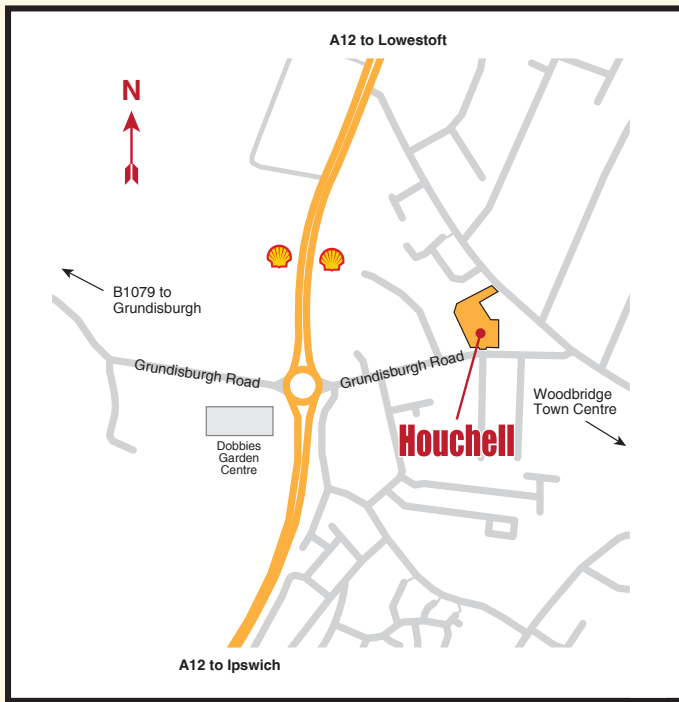 A12 to Lowestoft
N
B1079 to
Grundisburgh
Grundisburgh Road
Grundisburgh Road
Woodbridge
Town Centre
Houchell
Dobbies
Garden
Centre
A12 to Ipswich